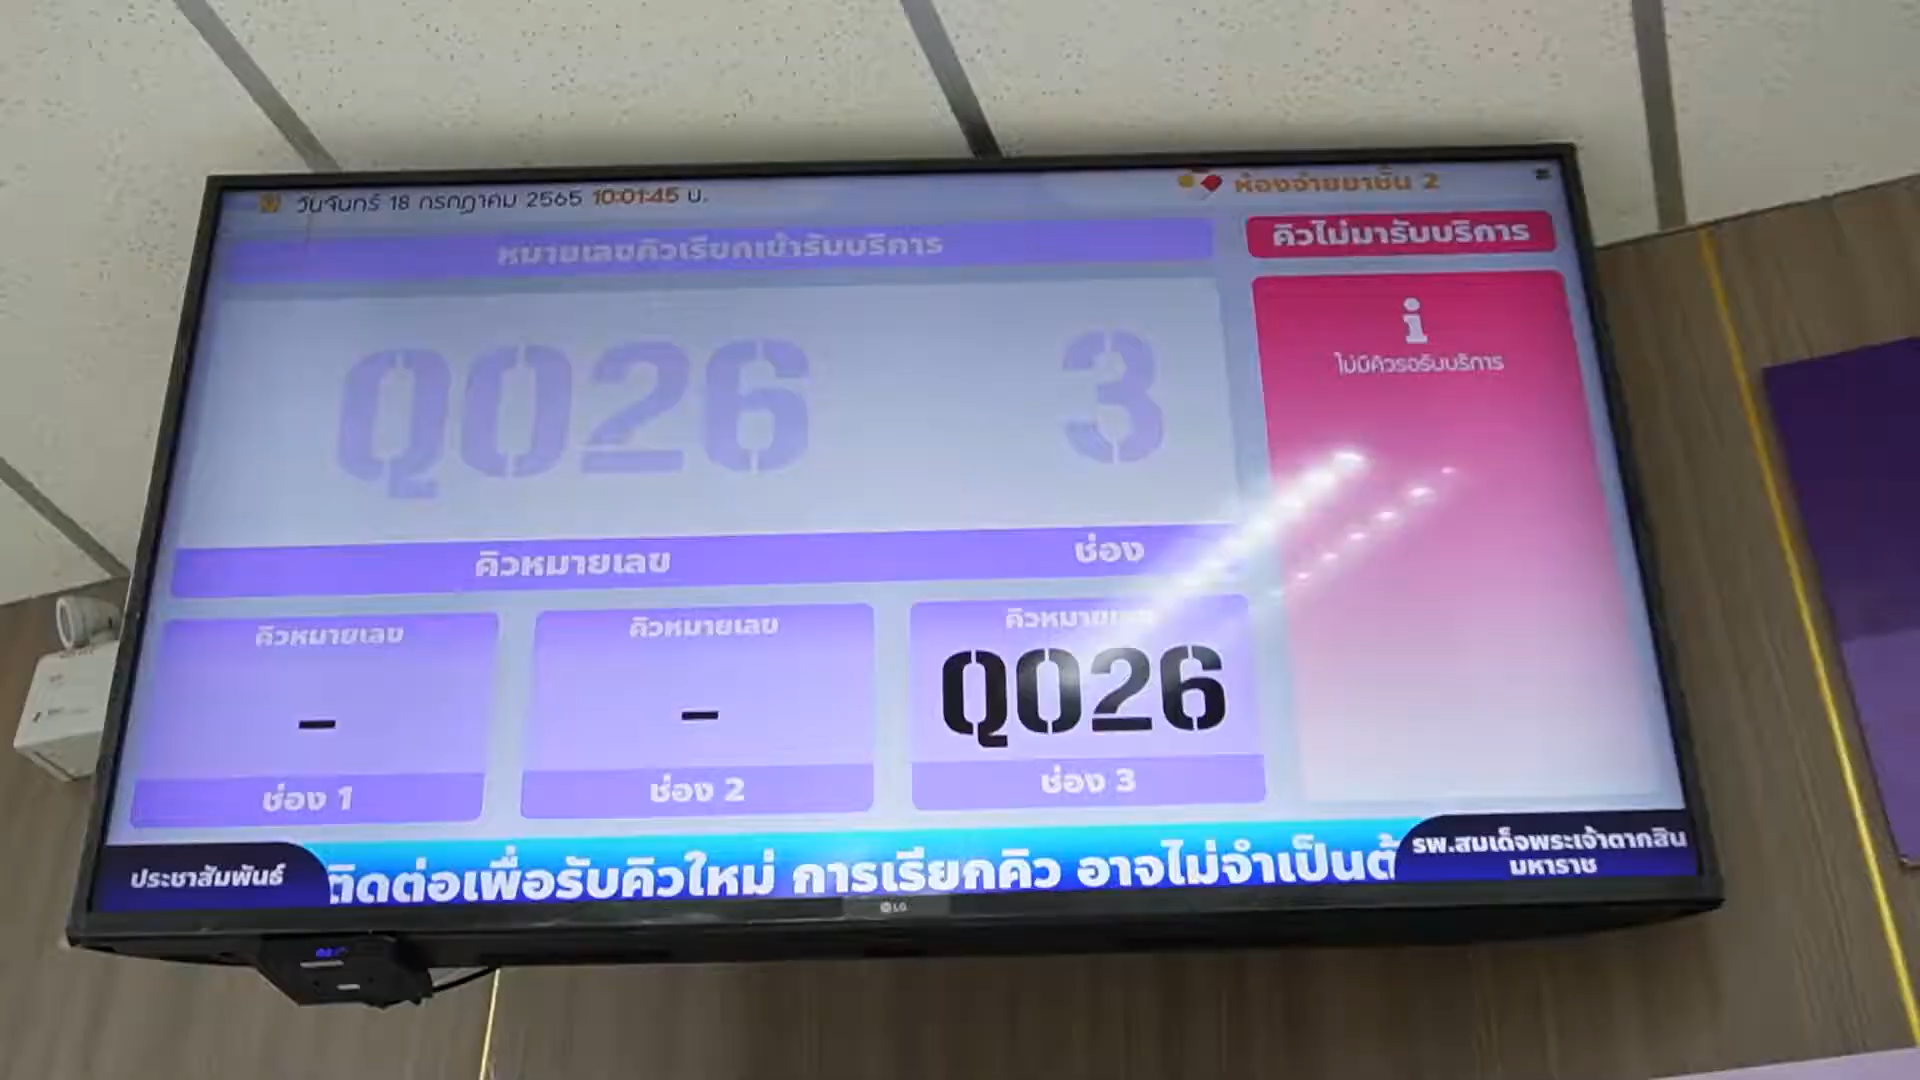 วันจันทร์ 18 กรกฎาคม 2565 10:01:45 น.
ห้องจ่ายยาชั้น 2
หมายเลขคิวเรียกเข้ารับบริการ
คิวไม่มารับบริการ
Q026 3
i
ไม่มีคิวรอรับบริการ
คิวหมายเลข ช่อง
คิวหมายเลข คิวหมายเลข คิวหมายเลข
- - Q026
ช่อง 1 ช่อง 2 ช่อง 3
ประชาสัมพันธ์
ติดต่อเพื่อรับคิวใหม่ การเรียกคิว อาจไม่จำเป็นต้
รพ.สมเด็จพระเจ้าตากสิน
มหาราช
LG